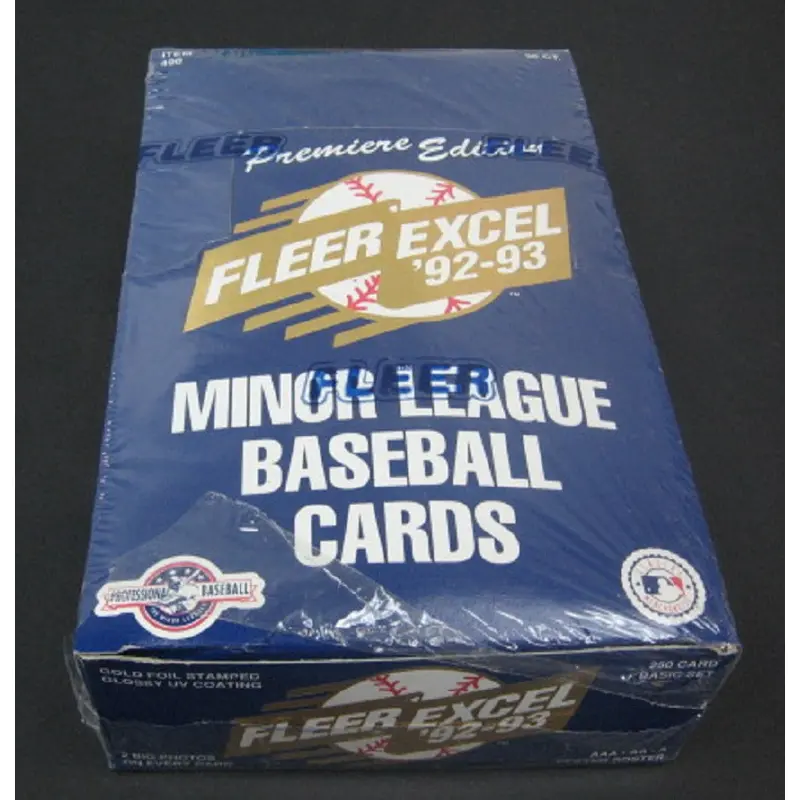 ITEM
490
36 CT.
FLEER FLEER
Premiere Edition
FLEER EXCEL
'92-93
TM
FLEER
MINOR LEAGUE
BASEBALL
CARDS
PROFESSIONAL BASEBALL
GOLD FOIL STAMPED
GLOSSY UV COATING
250 CARD
BASIC SET
FLEER EXCEL
'92-93
2 BIG PHOTOS
ON EVERY CARD
AAA • AA • A
POSTER